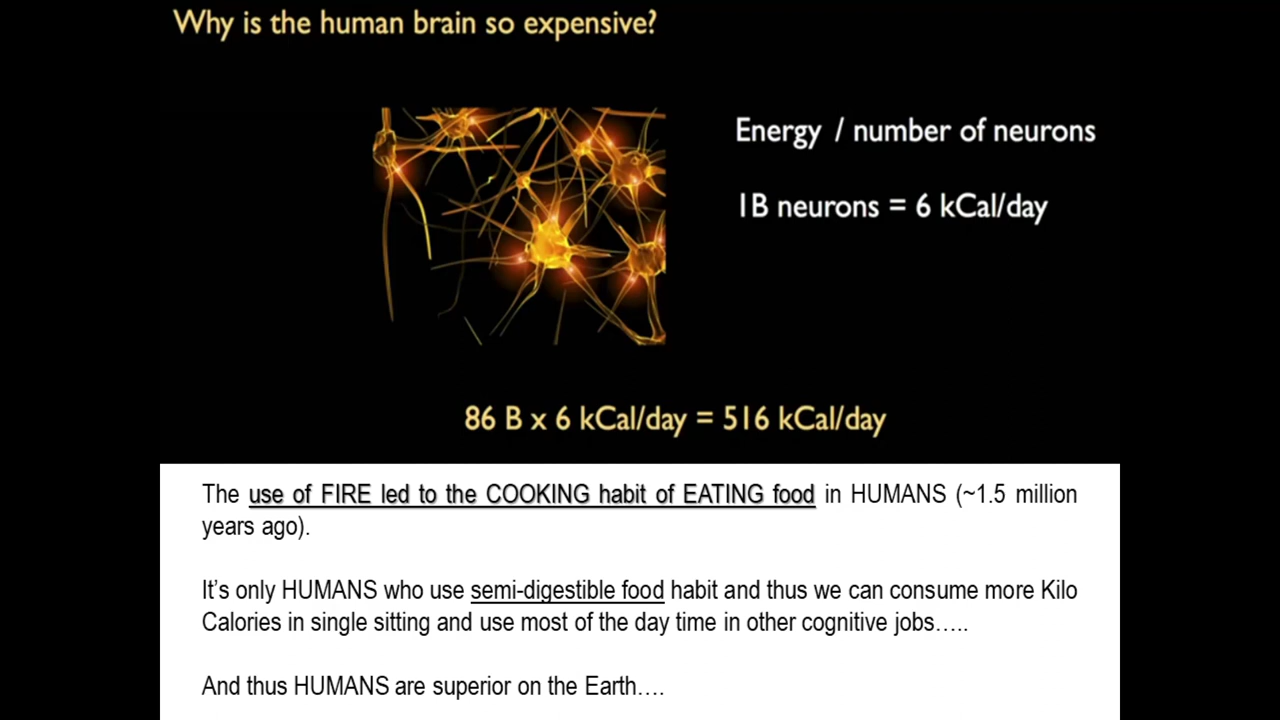 Why is the human brain so expensive?
Energy / number of neurons
1B neurons = 6 kCal/day
86 B x 6 kCal/day = 516 kCal/day
The use of FIRE led to the COOKING habit of EATING food in HUMANS (~1.5 million
years ago).
It's only HUMANS who use semi-digestible food habit and thus we can consume more Kilo
Calories in single sitting and use most of the day time in other cognitive jobs…..
And thus HUMANS are superior on the Earth….